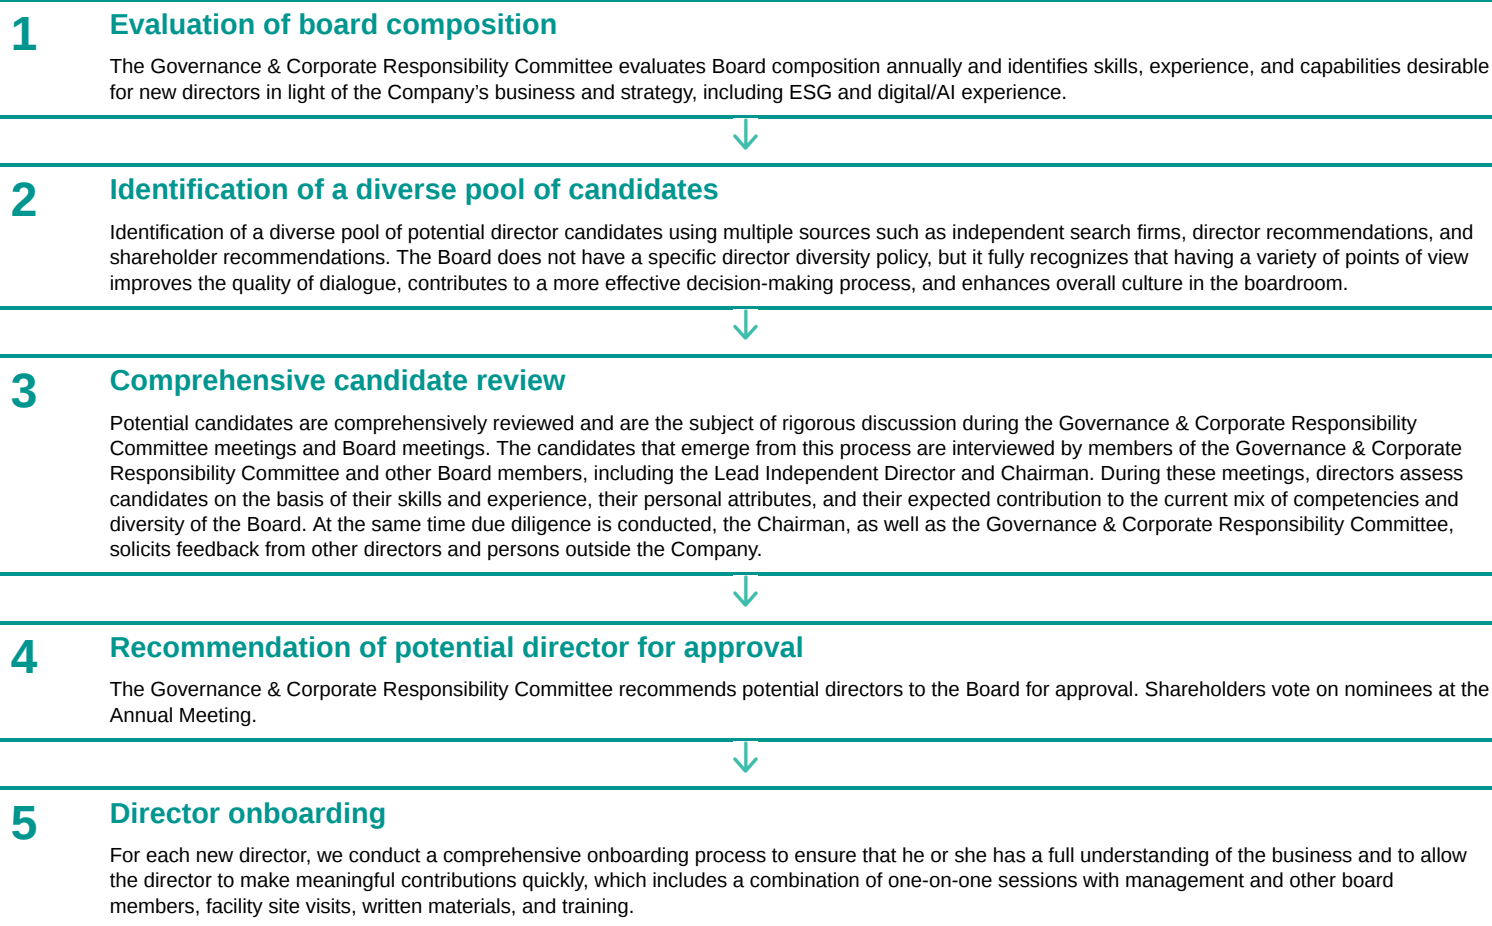 1
Evaluation of board composition
The Governance & Corporate Responsibility Committee evaluates Board composition annually and identifies skills, experience, and capabilities desirable
for new directors in light of the Company’s business and strategy, including ESG and digital/AI experience.
2
Identification of a diverse pool of candidates
Identification of a diverse pool of potential director candidates using multiple sources such as independent search firms, director recommendations, and
shareholder recommendations. The Board does not have a specific director diversity policy, but it fully recognizes that having a variety of points of view
improves the quality of dialogue, contributes to a more effective decision-making process, and enhances overall culture in the boardroom.
3
Comprehensive candidate review
Potential candidates are comprehensively reviewed and are the subject of rigorous discussion during the Governance & Corporate Responsibility
Committee meetings and Board meetings. The candidates that emerge from this process are interviewed by members of the Governance & Corporate
Responsibility Committee and other Board members, including the Lead Independent Director and Chairman. During these meetings, directors assess
candidates on the basis of their skills and experience, their personal attributes, and their expected contribution to the current mix of competencies and
diversity of the Board. At the same time due diligence is conducted, the Chairman, as well as the Governance & Corporate Responsibility Committee,
solicits feedback from other directors and persons outside the Company.
4
Recommendation of potential director for approval
The Governance & Corporate Responsibility Committee recommends potential directors to the Board for approval. Shareholders vote on nominees at the
Annual Meeting.
5
Director onboarding
For each new director, we conduct a comprehensive onboarding process to ensure that he or she has a full understanding of the business and to allow
the director to make meaningful contributions quickly, which includes a combination of one-on-one sessions with management and other board
members, facility site visits, written materials, and training.